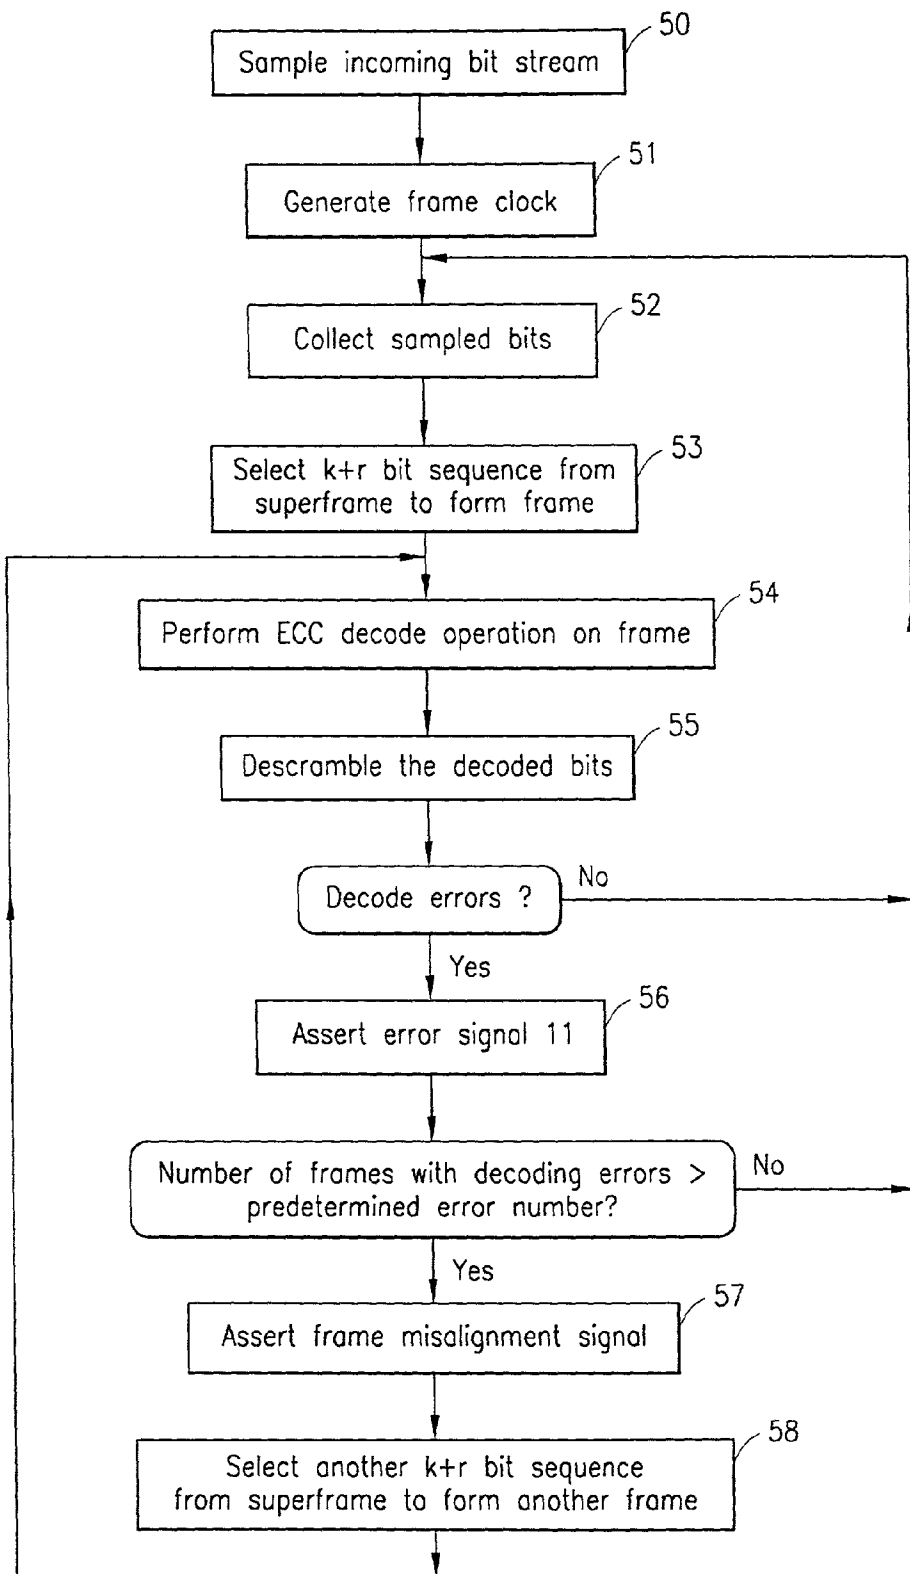 50
Sample incoming bit stream
51
Generate frame clock
52
Collect sampled bits
53
Select k+r bit sequence from
superframe to form frame
54
Perform ECC decode operation on frame
55
Descramble the decoded bits
Decode errors ?
No
Yes
56
Assert error signal 11
Number of frames with decoding errors >
predetermined error number?
No
Yes
57
Assert frame misalignment signal
58
Select another k+r bit sequence
from superframe to form another frame